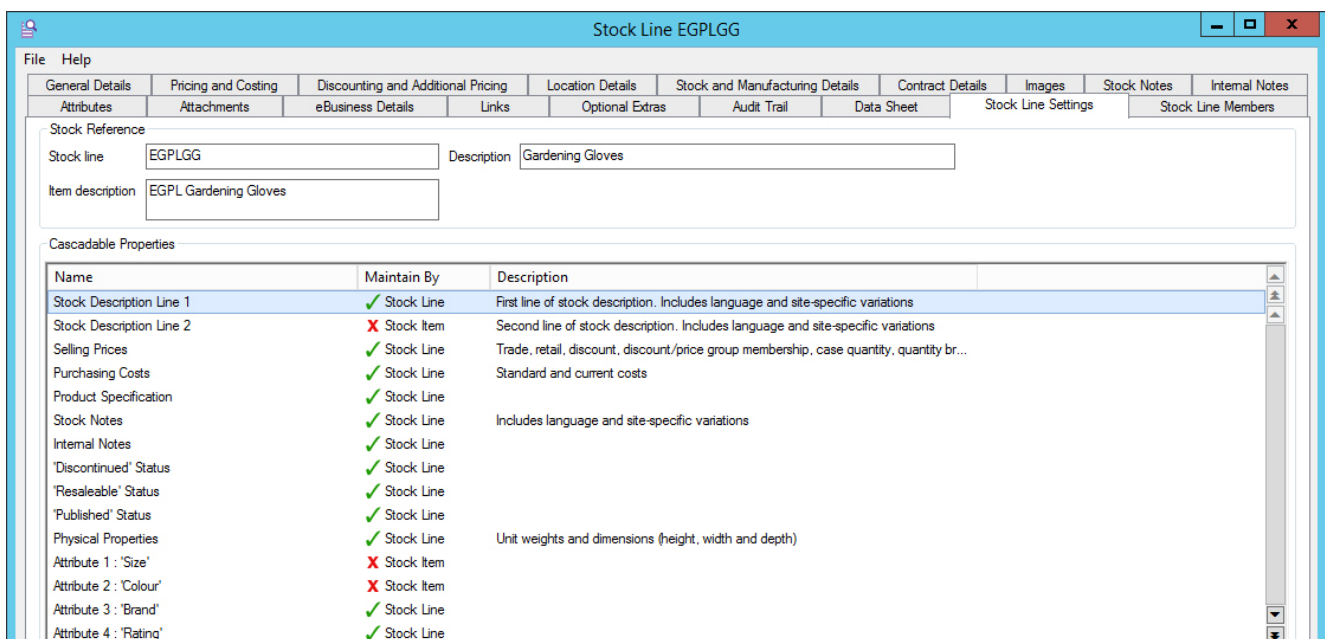 Stock Line EGPLGG
File Help
General Details Pricing and Costing Discounting and Additional Pricing Location Details Stock and Manufacturing Details Contract Details Images Stock Notes Internal Notes
Attributes Attachments eBusiness Details Links Optional Extras Audit Trail Data Sheet Stock Line Settings Stock Line Members
Stock Reference
Stock line EGPLGG Description Gardening Gloves
Item description EGPL Gardening Gloves
Cascadable Properties
Name Maintain By Description
Stock Description Line 1 ✓ Stock Line First line of stock description. Includes language and site-specific variations
Stock Description Line 2 X Stock Item Second line of stock description. Includes language and site-specific variations
Selling Prices ✓ Stock Line Trade, retail, discount, discount/price group membership, case quantity, quantity br...
Purchasing Costs ✓ Stock Line Standard and current costs
Product Specification ✓ Stock Line
Stock Notes ✓ Stock Line Includes language and site-specific variations
Internal Notes ✓ Stock Line
'Discontinued' Status ✓ Stock Line
'Resaleable' Status ✓ Stock Line
'Published' Status ✓ Stock Line
Physical Properties ✓ Stock Line Unit weights and dimensions (height, width and depth)
Attribute 1 : 'Size' X Stock Item
Attribute 2 : 'Colour' X Stock Item
Attribute 3 : 'Brand' ✓ Stock Line
Attribute 4 : 'Rating' ✓ Stock Line